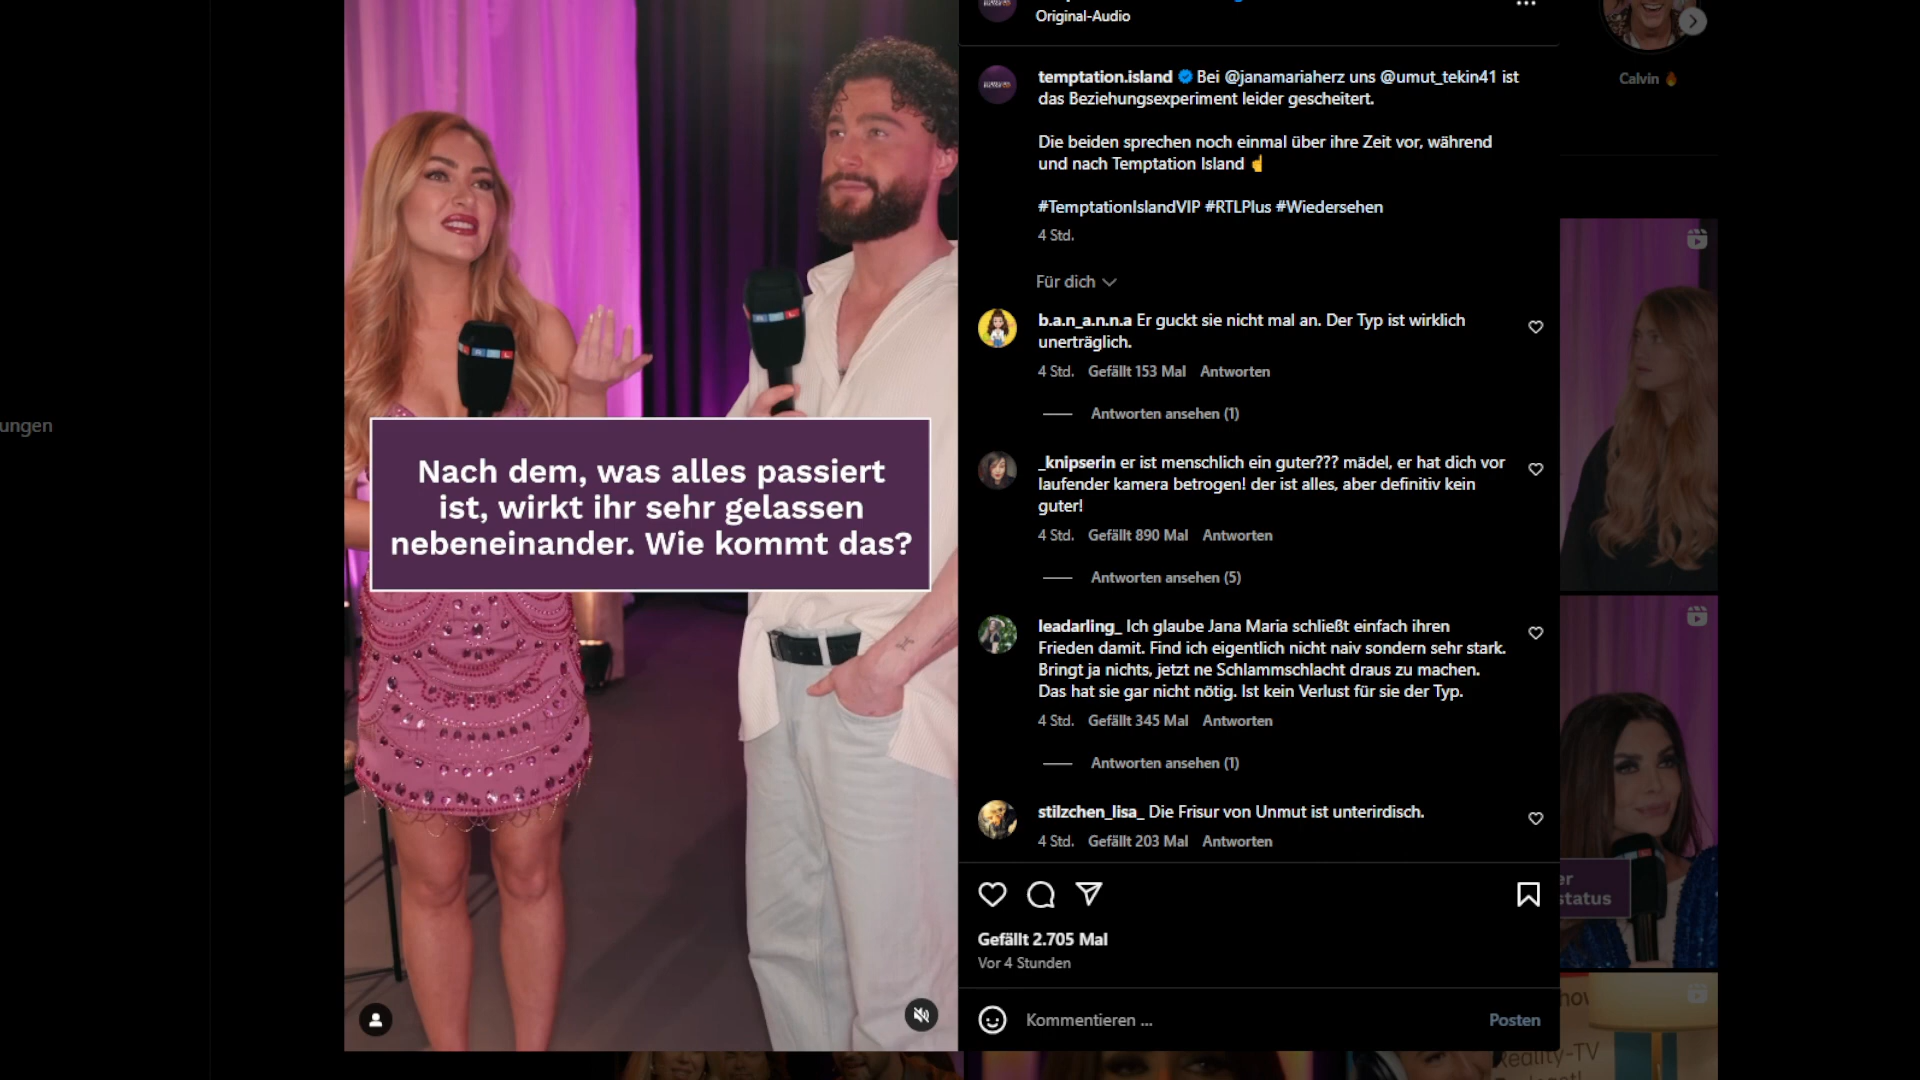 Original-Audio
Calvin 🔥
temptation.island Bei @janamariaherz uns @umut_tekin41 ist
das Beziehungsexperiment leider gescheitert.
Die beiden sprechen noch einmal über ihre Zeit vor, während
und nach Temptation Island ☝️
#TemptationIslandVIP #RTLPlus #Wiedersehen
4 Std.
Für dich
b.a.n_a.n.n.a Er guckt sie nicht mal an. Der Typ ist wirklich
unerträglich.
4 Std. Gefällt 153 Mal Antworten
Antworten ansehen (1)
_knipserin er ist menschlich ein guter??? mädel, er hat dich vor
laufender kamera betrogen! der ist alles, aber definitiv kein
guter!
4 Std. Gefällt 890 Mal Antworten
Antworten ansehen (5)
leadarling_ Ich glaube Jana Maria schließt einfach ihren
Frieden damit. Find ich eigentlich nicht naiv sondern sehr stark.
Bringt ja nichts, jetzt ne Schlammschlacht draus zu machen.
Das hat sie gar nicht nötig. Ist kein Verlust für sie der Typ.
4 Std. Gefällt 345 Mal Antworten
Antworten ansehen (1)
stilzchen_lisa_ Die Frisur von Unmut ist unterirdisch.
4 Std. Gefällt 203 Mal Antworten
Gefällt 2.705 Mal
Vor 4 Stunden
Kommentieren ...
Posten
ungen
RTL
RTL
Nach dem, was alles passiert
ist, wirkt ihr sehr gelassen
nebeneinander. Wie kommt das?
er
status
Reality-TV